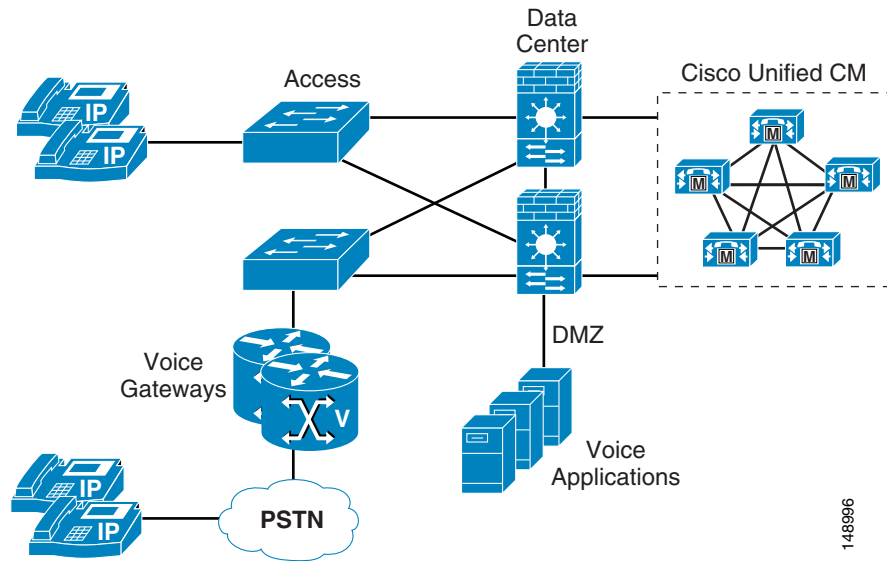 Data
Center
Access
Cisco Unified CM
IP
IP
M
M
M
M
M
DMZ
Voice
Gateways
V
Voice
Applications
IP
IP
PSTN
148996